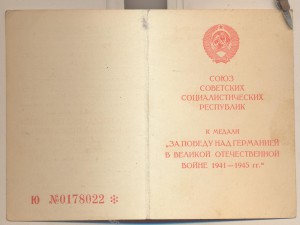 Ю №0178022 *
СОЮЗ
СОВЕТСКИХ
СОЦИАЛИСТИЧЕСКИХ
РЕСПУБЛИК
К МЕДАЛИ
„ЗА ПОБЕДУ НАД ГЕРМАНИЕЙ
В ВЕЛИКОЙ ОТЕЧЕСТВЕННОЙ
ВОЙНЕ 1941—1945 гг.“